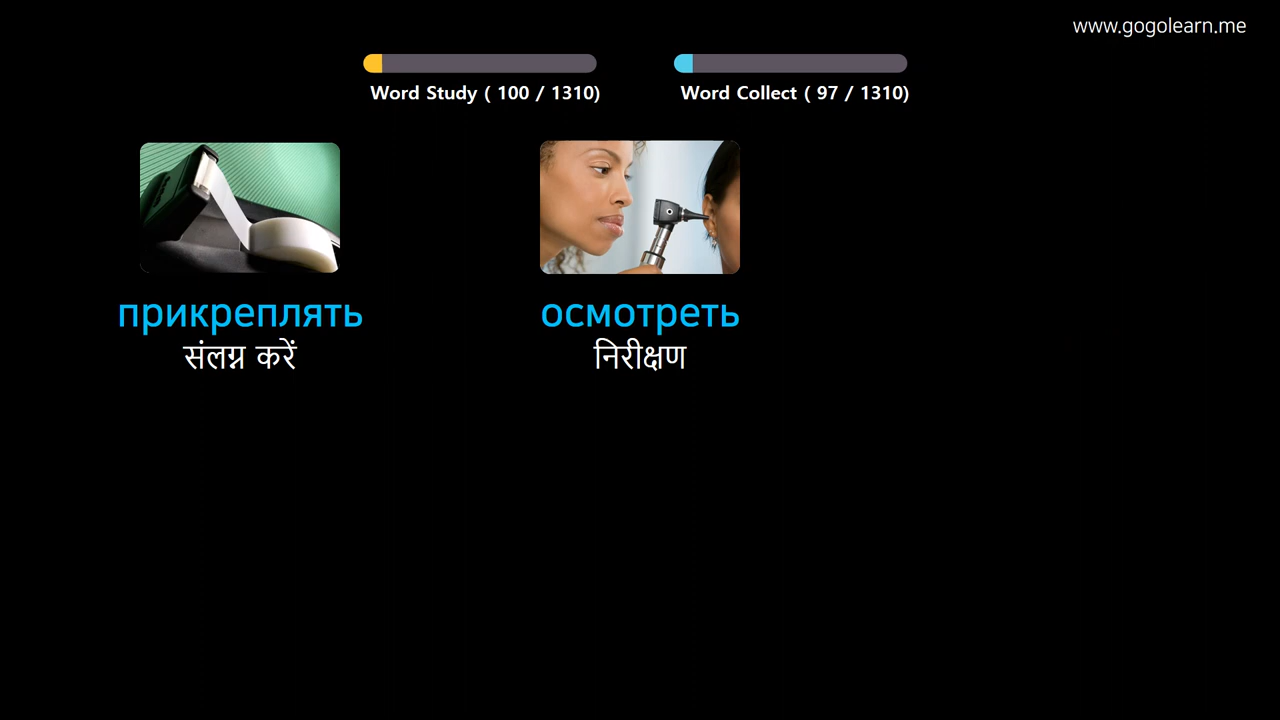 www.gogolearn.me
Word Study ( 100 / 1310)
Word Collect ( 97 / 1310)
прикреплять
संलग्न करें
осмотреть
निरीक्षण